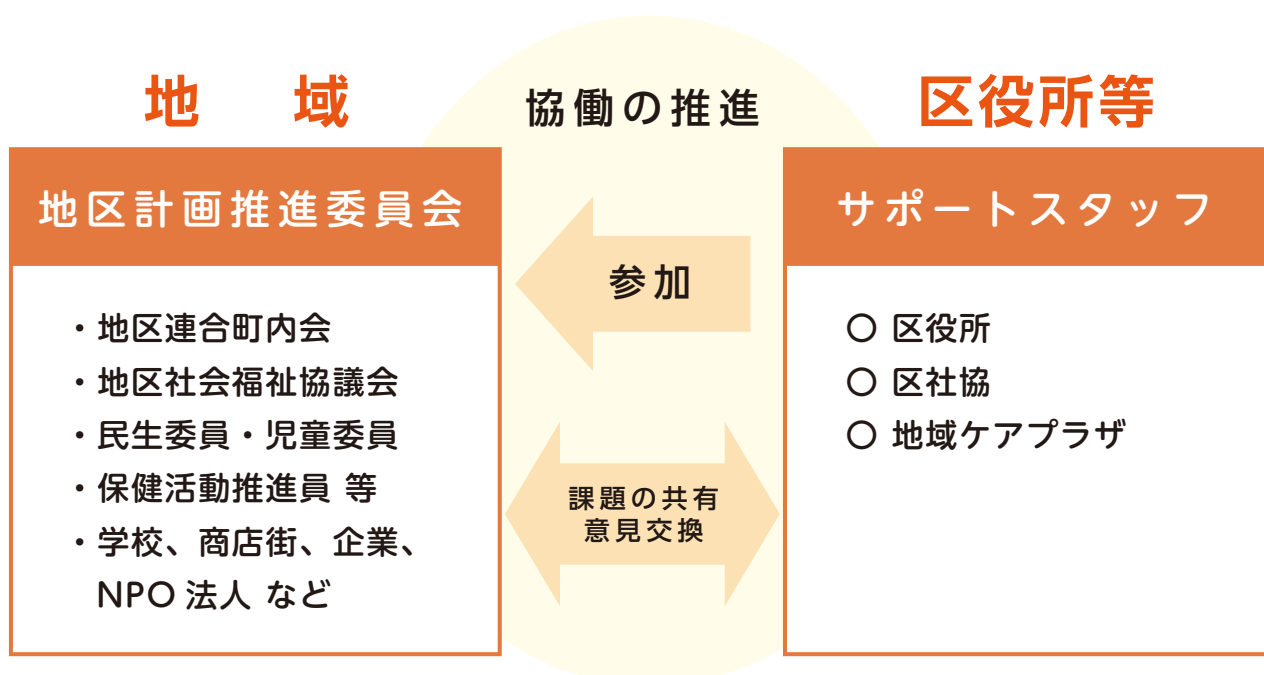 地 域
地区計画推進委員会
・地区連合町内会
・地区社会福祉協議会
・民生委員・児童委員
・保健活動推進員 等
・学校、商店街、企業、
NPO 法人 など
協働の推進
参加
課題の共有
意見交換
区役所等
サポートスタッフ
〇 区役所
〇 区社協
〇 地域ケアプラザ